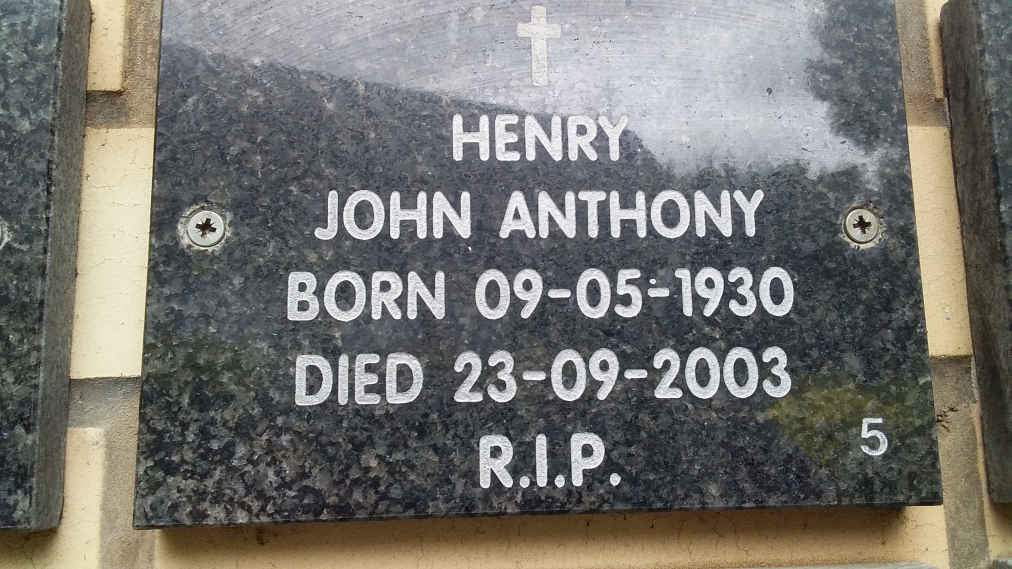 HENRY
JOHN ANTHONY
BORN 09-05-1930
DIED 23-09-2003
R.I.P.
5